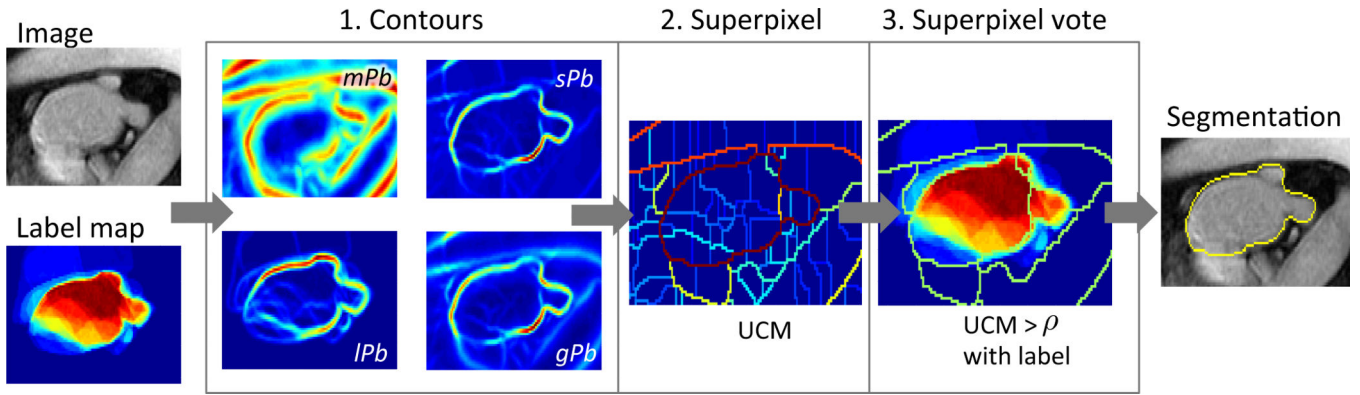 Image
Label map
1. Contours
mPb
sPb
lPb
gPb
2. Superpixel
UCM
3. Superpixel vote
UCM > ρ
with label
Segmentation